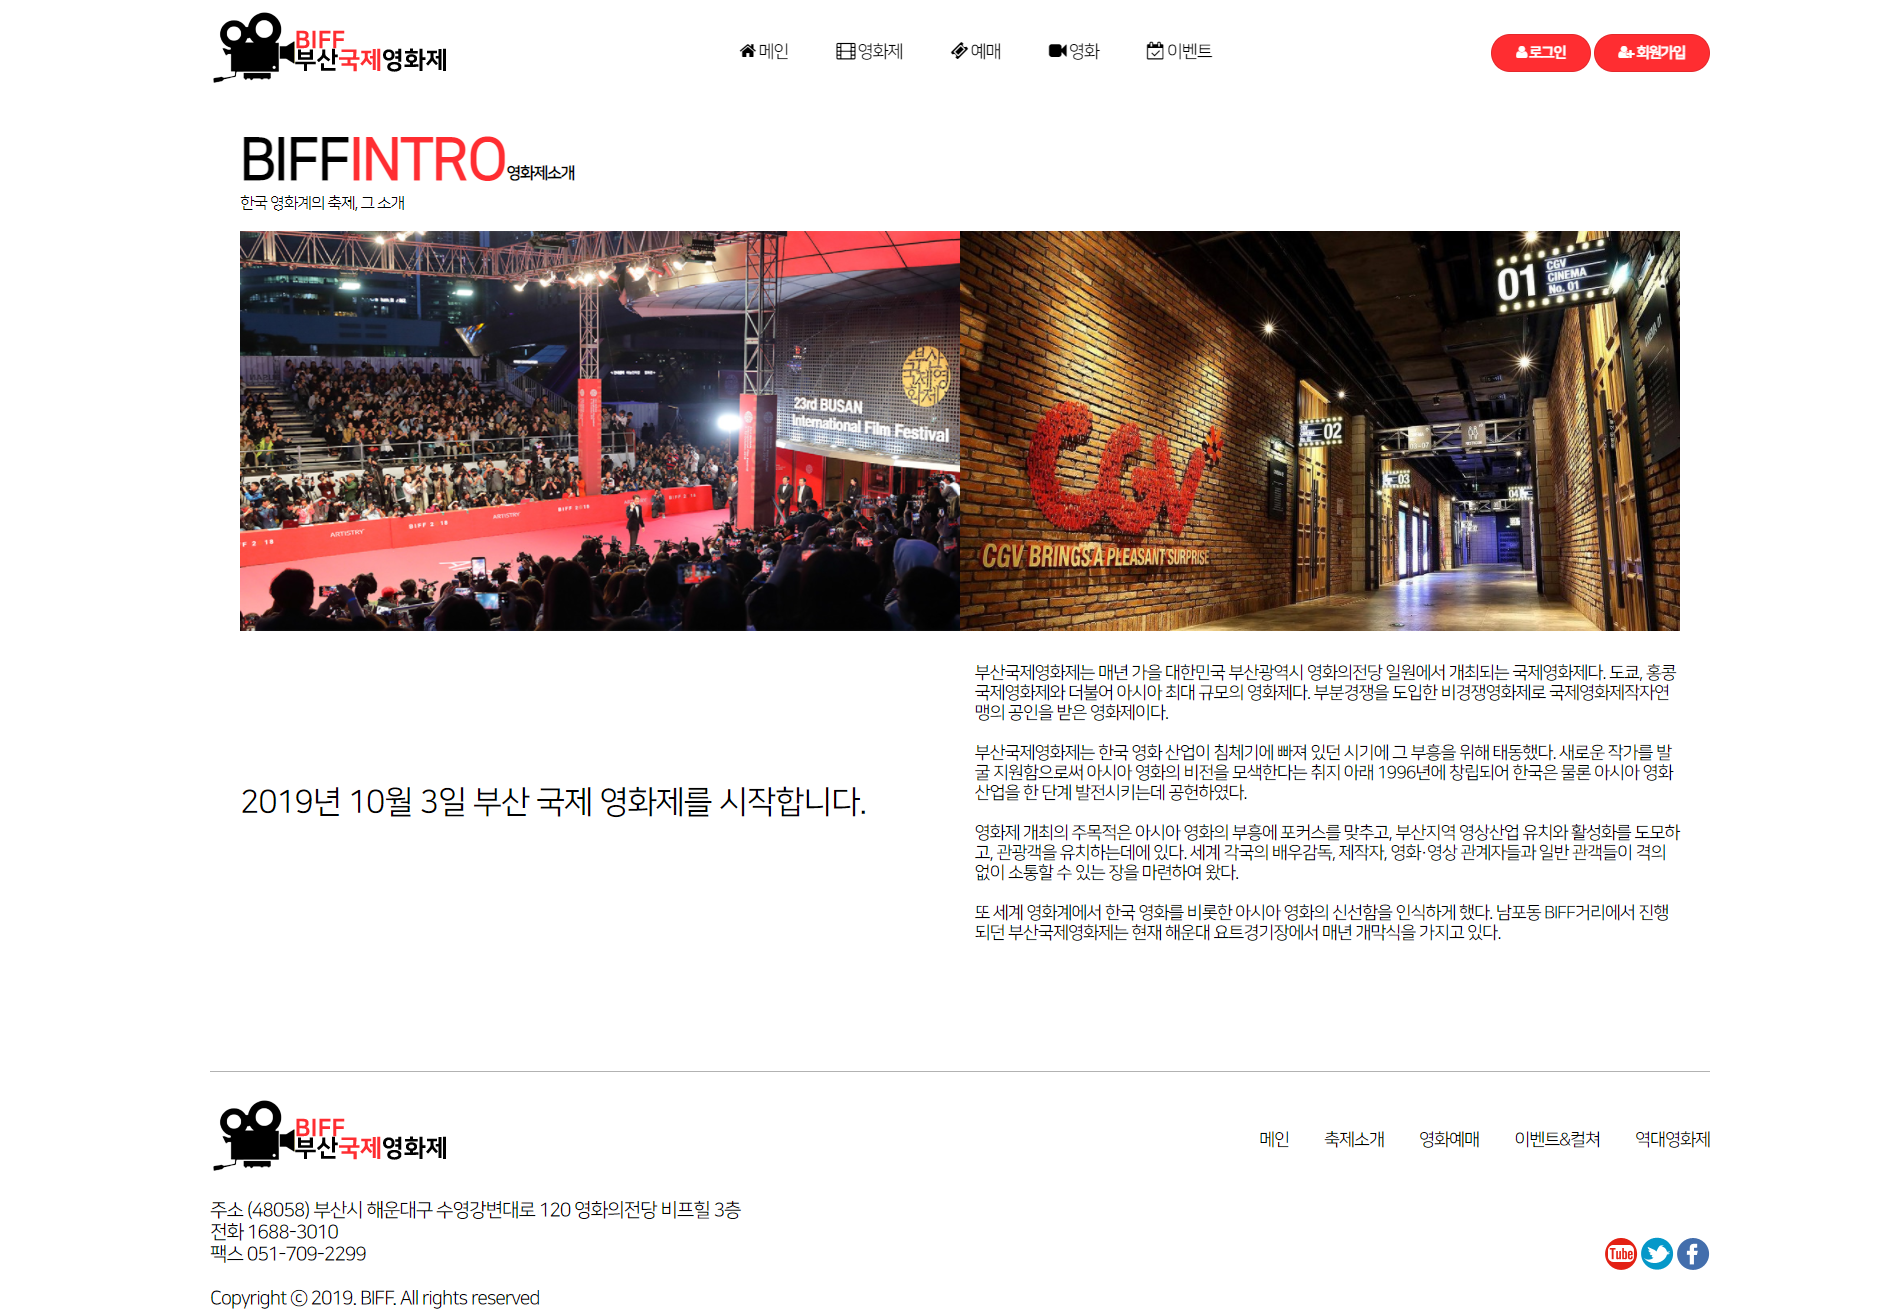 BIFF
부산국제영화제
메인 영화제 예매 영화 이벤트
로그인 회원가입
BIFFINTRO영화제소개
한국 영화계의 축제, 그 소개
부산국제영화제
23rd BUSAN
International Film Festival
ARTISTRY
BIFF 2018
ARTISTRY
01 CGV CINEMA No. 01
02
03
04
CGV
CGV BRINGS A PLEASANT SURPRISE
2019년 10월 3일 부산 국제 영화제를 시작합니다.
부산국제영화제는 매년 가을 대한민국 부산광역시 영화의전당 일원에서 개최되는 국제영화제다. 도쿄, 홍콩
국제영화제와 더불어 아시아 최대 규모의 영화제다. 부분경쟁을 도입한 비경쟁영화제로 국제영화제작자연
맹의 공인을 받은 영화제이다.
부산국제영화제는 한국 영화 산업이 침체기에 빠져 있던 시기에 그 부흥을 위해 태동했다. 새로운 작가를 발
굴 지원함으로써 아시아 영화의 비전을 모색한다는 취지 아래 1996년에 창립되어 한국은 물론 아시아 영화
산업을 한 단계 발전시키는데 공헌하였다.
영화제 개최의 주목적은 아시아 영화의 부흥에 포커스를 맞추고, 부산지역 영상산업 유치와 활성화를 도모하
고, 관광객을 유치하는데에 있다. 세계 각국의 배우감독, 제작자, 영화·영상 관계자들과 일반 관객들이 격의
없이 소통할 수 있는 장을 마련하여 왔다.
또 세계 영화계에서 한국 영화를 비롯한 아시아 영화의 신선함을 인식하게 했다. 남포동 BIFF거리에서 진행
되던 부산국제영화제는 현재 해운대 요트경기장에서 매년 개막식을 가지고 있다.
BIFF
부산국제영화제
메인 축제소개 영화예매 이벤트&컬쳐 역대영화제
주소 (48058) 부산시 해운대구 수영강변대로 120 영화의전당 비프힐 3층
전화 1688-3010
팩스 051-709-2299
Tube
Copyright ⓒ 2019. BIFF. All rights reserved